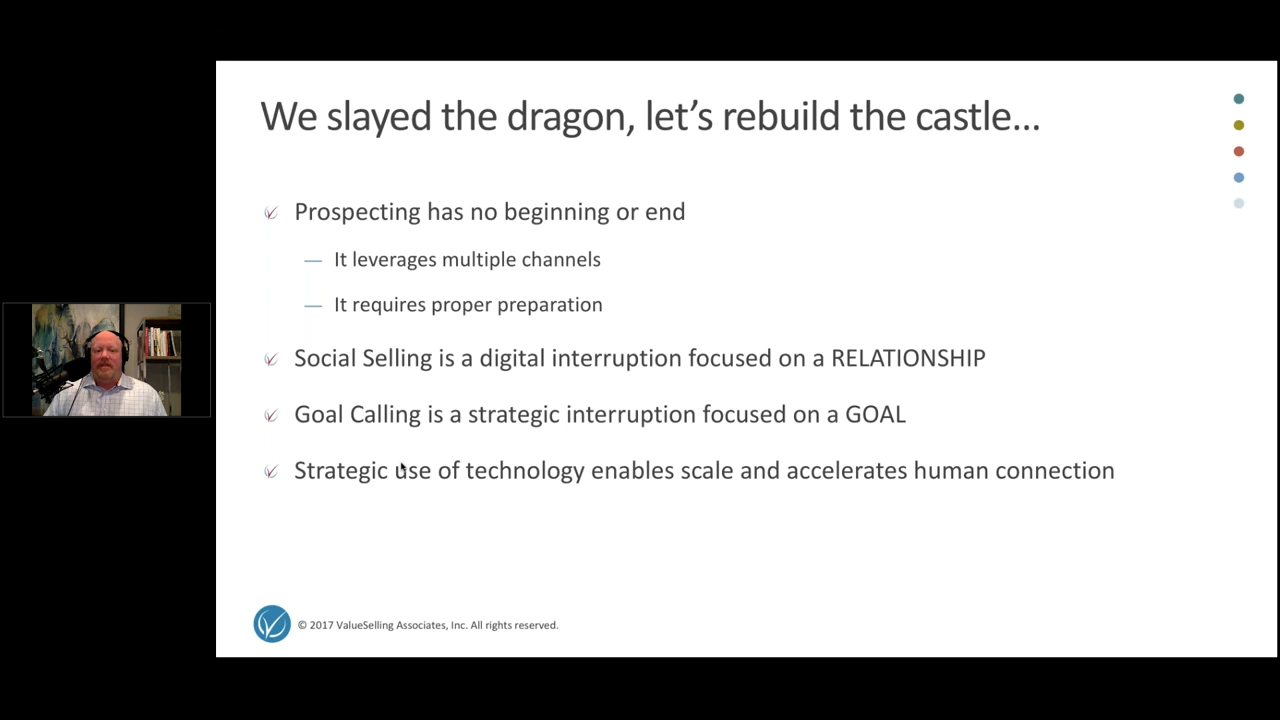 We slayed the dragon, let's rebuild the castle...
Prospecting has no beginning or end
— It leverages multiple channels
— It requires proper preparation
Social Selling is a digital interruption focused on a RELATIONSHIP
Goal Calling is a strategic interruption focused on a GOAL
Strategic use of technology enables scale and accelerates human connection
© 2017 ValueSelling Associates, Inc. All rights reserved.